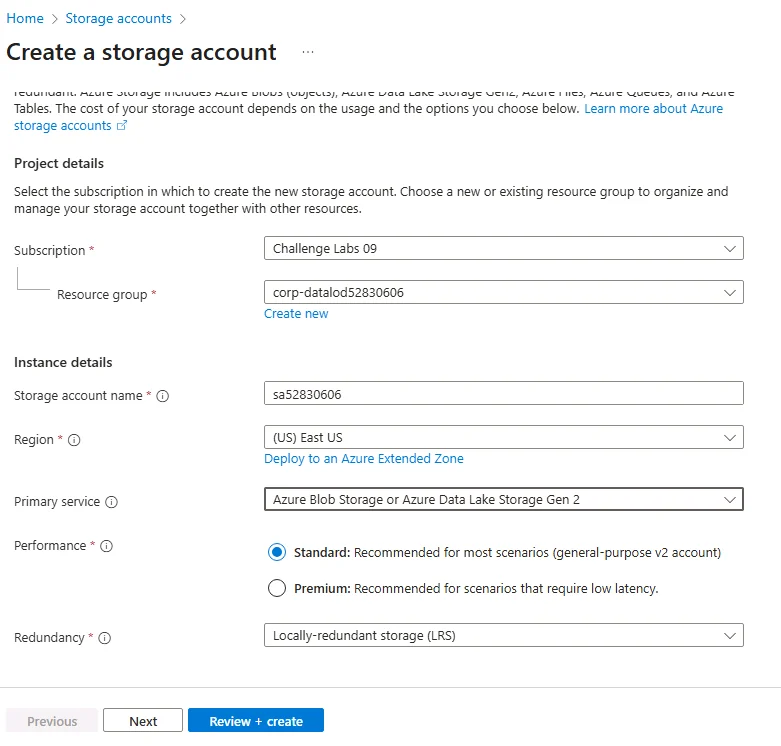 Home > Storage accounts >
Create a storage account ...
redundant. Azure Storage includes Azure Blobs (objects), Azure Data Lake Storage Gen2, Azure Files, Azure Queues, and Azure
Tables. The cost of your storage account depends on the usage and the options you choose below. Learn more about Azure
storage accounts
Project details
Select the subscription in which to create the new storage account. Choose a new or existing resource group to organize and
manage your storage account together with other resources.
Subscription *
Challenge Labs 09
Resource group *
corp-datalod52830606
Create new
Instance details
Storage account name *
sa52830606
Region *
(US) East US
Deploy to an Azure Extended Zone
Primary service
Azure Blob Storage or Azure Data Lake Storage Gen 2
Performance *
Standard: Recommended for most scenarios (general-purpose v2 account)
Premium: Recommended for scenarios that require low latency.
Redundancy *
Locally-redundant storage (LRS)
Previous
Next
Review + create